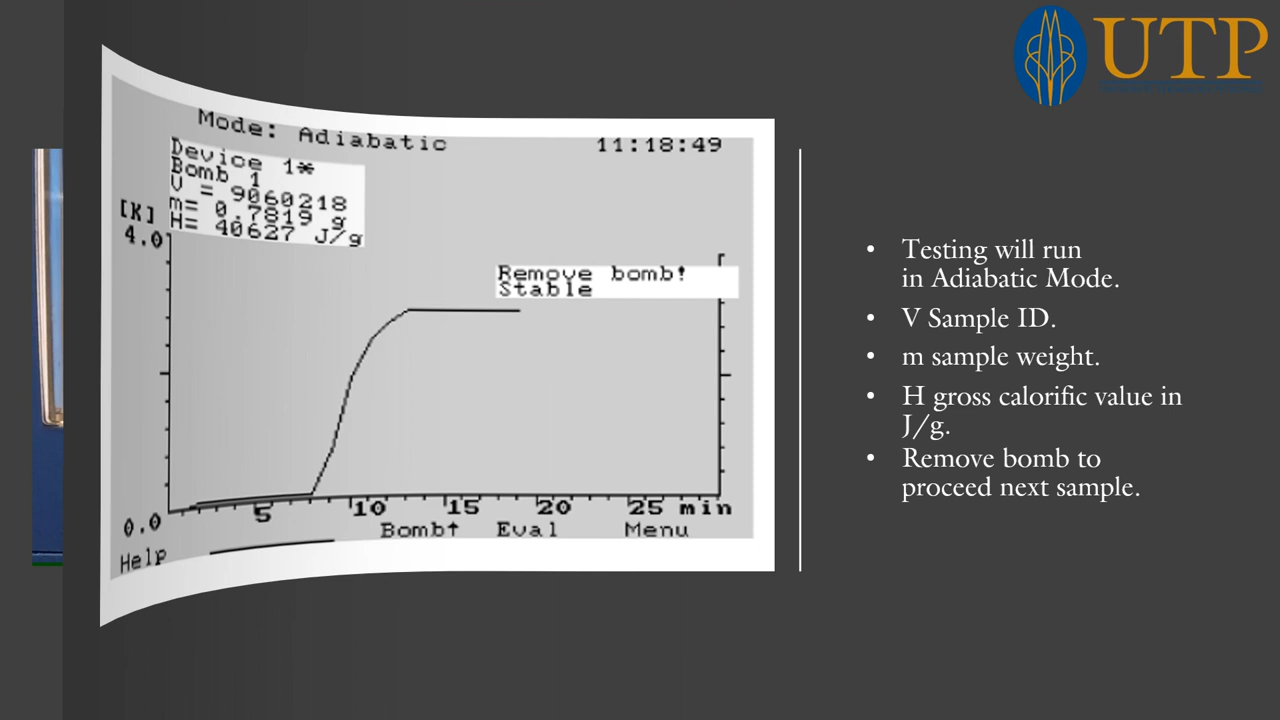 UTP
Mode: Adiabatic 11:18:49
Device 1*
Bomb 1
V = 9060218
m= 0.7819 g
H= 40627 J/g
[K]
4.0
Remove bomb!
Stable
0.0
5 10 15 20 25 min
Help Bomb↑ Eval Menu
• Testing will run
in Adiabatic Mode.
• V Sample ID.
• m sample weight.
• H gross calorific value in
J/g.
• Remove bomb to
proceed next sample.